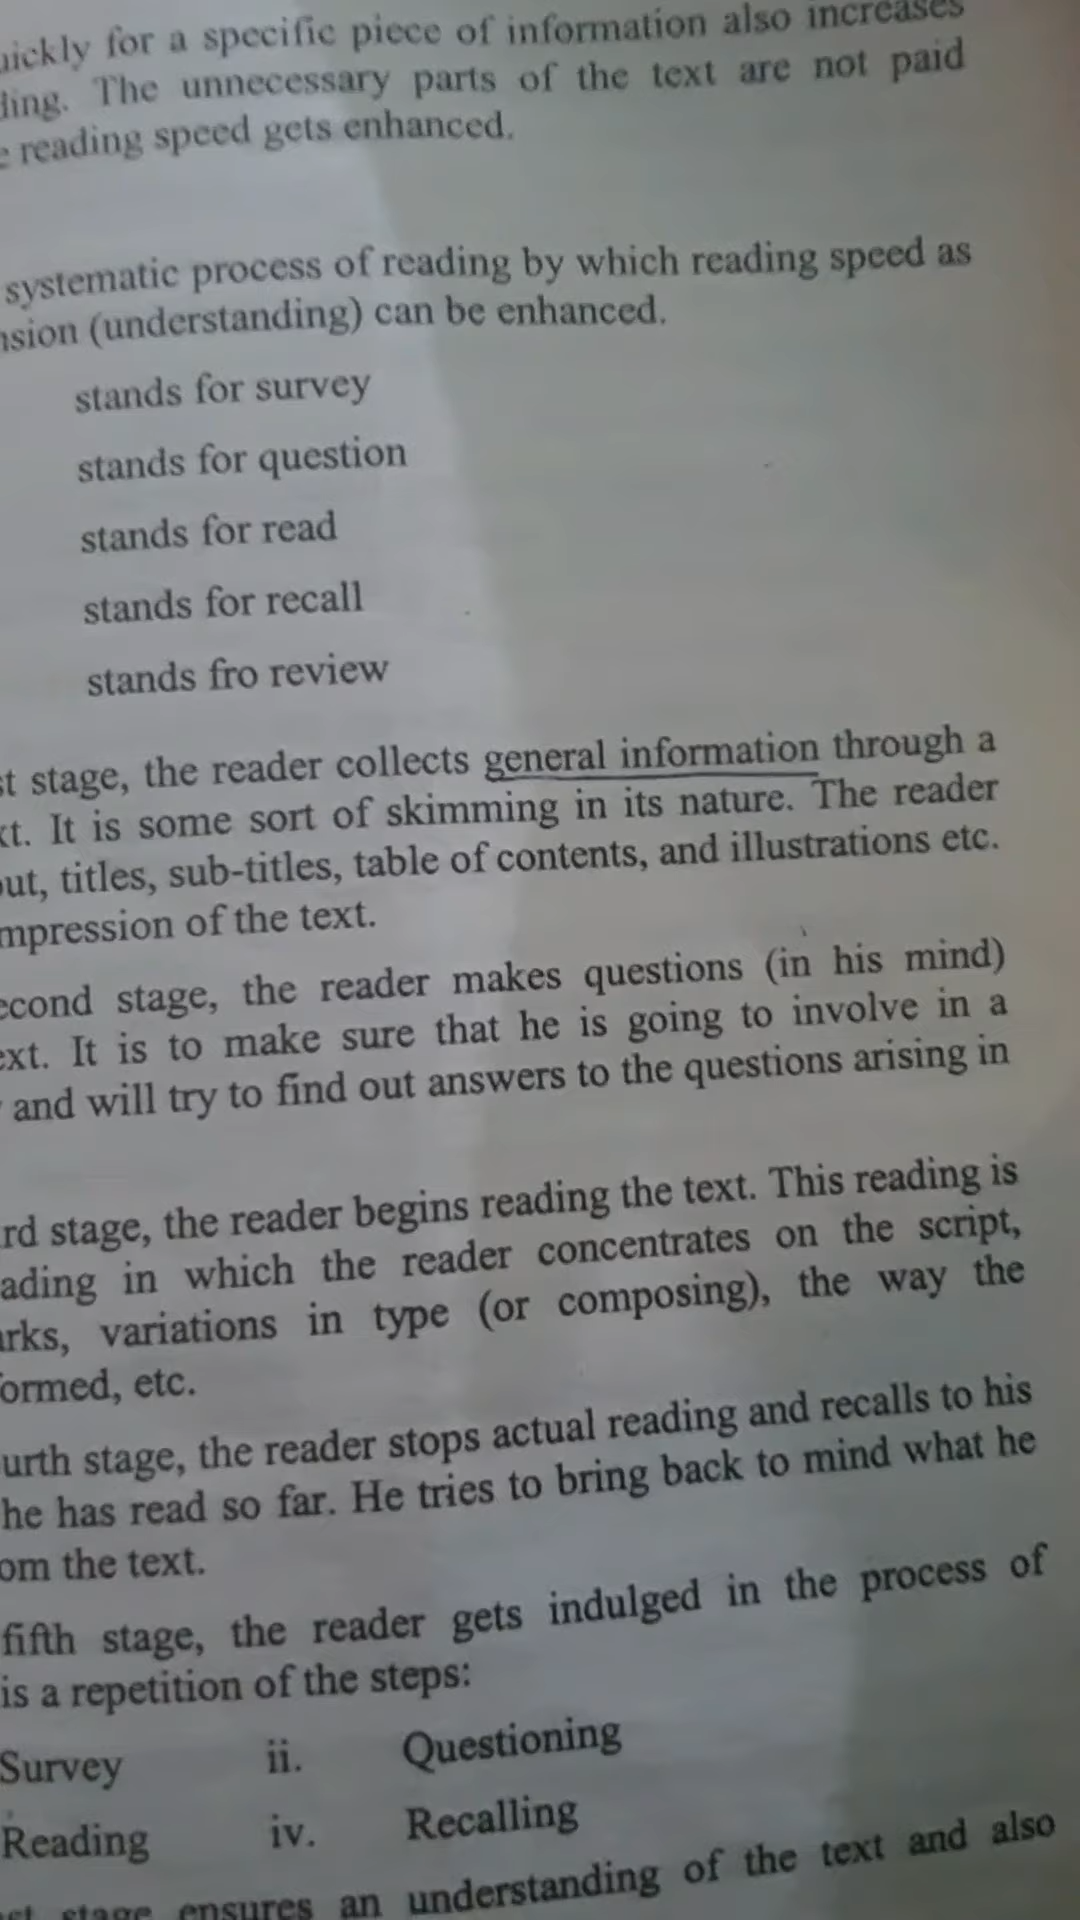 quickly for a specific piece of information also increases
. The unnecessary parts of the text are not paid
reading speed gets enhanced.
systematic process of reading by which reading speed as
(understanding) can be enhanced.
stands for survey
stands for question
stands for read
stands for recall
stands fro review
stage, the reader collects general information through a
It is some sort of skimming in its nature. The reader
titles, sub-titles, table of contents, and illustrations etc.
mpression of the text.
econd stage, the reader makes questions (in his mind)
ext. It is to make sure that he is going to involve in a
and will try to find out answers to the questions arising in
rd stage, the reader begins reading the text. This reading is
ading in which the reader concentrates on the script,
arks, variations in type (or composing), the way the
ormed, etc.
urth stage, the reader stops actual reading and recalls to his
he has read so far. He tries to bring back to mind what he
om the text.
fifth stage, the reader gets indulged in the process of
is a repetition of the steps:
Survey ii. Questioning
Reading iv. Recalling
stage ensures an understanding of the text and also